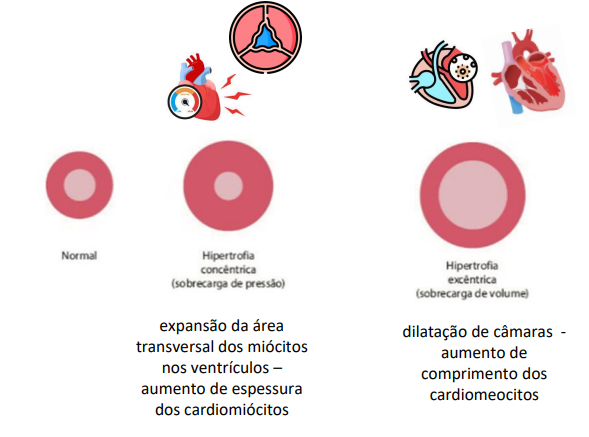 Normal
Hipertrofia
concêntrica
(sobrecarga de pressão)
Hipertrofia
excêntrica
(sobrecarga de volume)
expansão da área
transversal dos miócitos
nos ventrículos –
aumento de espessura
dos cardiomiócitos
dilatação de câmaras -
aumento de
comprimento dos
cardiomeocitos